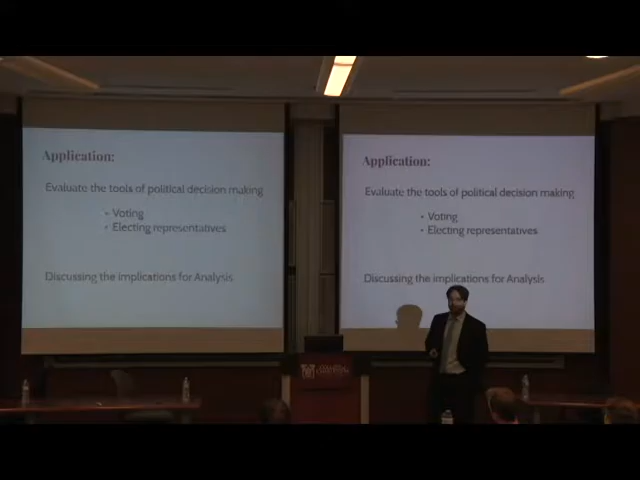 Application:
Evaluate the tools of political decision making
• Voting
• Electing representatives
Discussing the implications for Analysis.
Application:
Evaluate the tools of political decision making
• Voting
• Electing representatives
Discussing the implications for Analysis